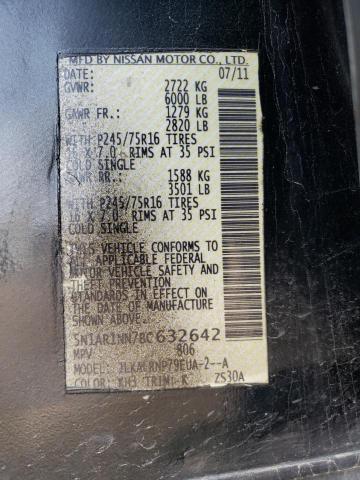 MFD BY NISSAN MOTOR CO., LTD.
DATE: 07/11
GVWR: 2722 KG
6000 LB
GAWR FR.: 1279 KG
2820 LB
WITH P245/75R16 TIRES
16 X 7.0 RIMS AT 35 PSI
COLD SINGLE
GAWR RR.: 1588 KG
3501 LB
WITH P245/75R16 TIRES
16 X 7.0 RIMS AT 35 PSI
COLD SINGLE
THIS VEHICLE CONFORMS TO
ALL APPLICABLE FEDERAL
MOTOR VEHICLE SAFETY AND
THEFT PREVENTION
STANDARDS IN EFFECT ON
THE DATE OF MANUFACTURE
SHOWN ABOVE.
5N1AR1NN7BC632642
MPV 806
MODEL:
COLOR: KH3 TRIM: K ZS30A